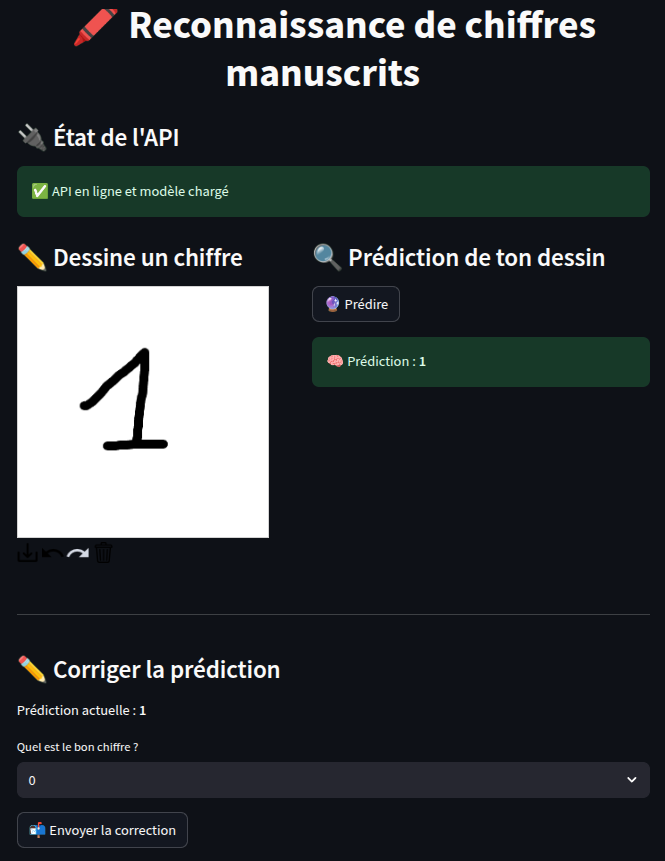 Reconnaissance de chiffres
manuscrits
État de l'API
API en ligne et modèle chargé
Dessine un chiffre
1
Prédiction de ton dessin
Prédire
Prédiction : 1
Corriger la prédiction
Prédiction actuelle : 1
Quel est le bon chiffre ?
0
Envoyer la correction